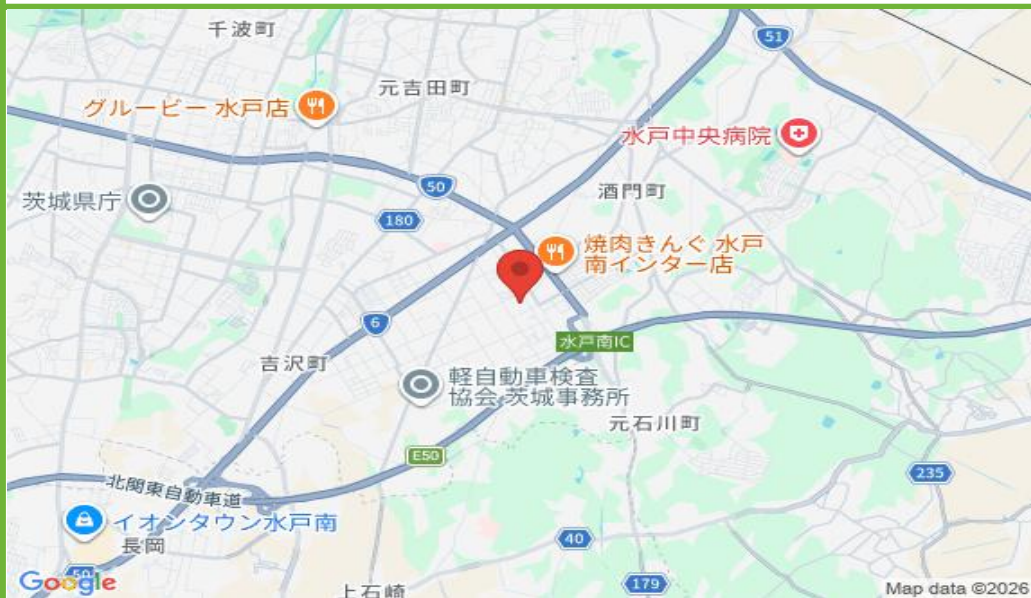 千波町
51
元吉田町
グルービー 水戸店
水戸中央病院
50
酒門町
茨城県庁
180
焼肉きんぐ 水戸
南インター店
6
水戸南IC
吉沢町
軽自動車検査
協会 茨城事務所
元石川町
E50
235
北関東自動車道
イオンタウン水戸南
長岡
40
50
Google
上石崎
179
Map data ©2026